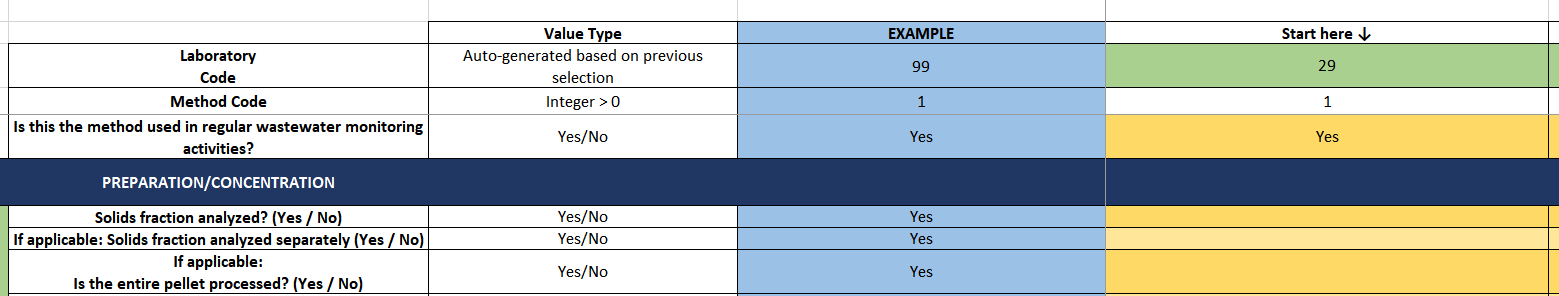 Value Type EXAMPLE Start here ↓
Laboratory
Code
Auto-generated based on previous
selection
99 29
Method Code Integer > 0 1 1
Is this the method used in regular wastewater monitoring
activities?
Yes/No Yes Yes
PREPARATION/CONCENTRATION
Solids fraction analyzed? (Yes / No) Yes/No Yes
If applicable: Solids fraction analyzed separately (Yes / No) Yes/No Yes
If applicable:
Is the entire pellet processed? (Yes / No)
Yes/No Yes